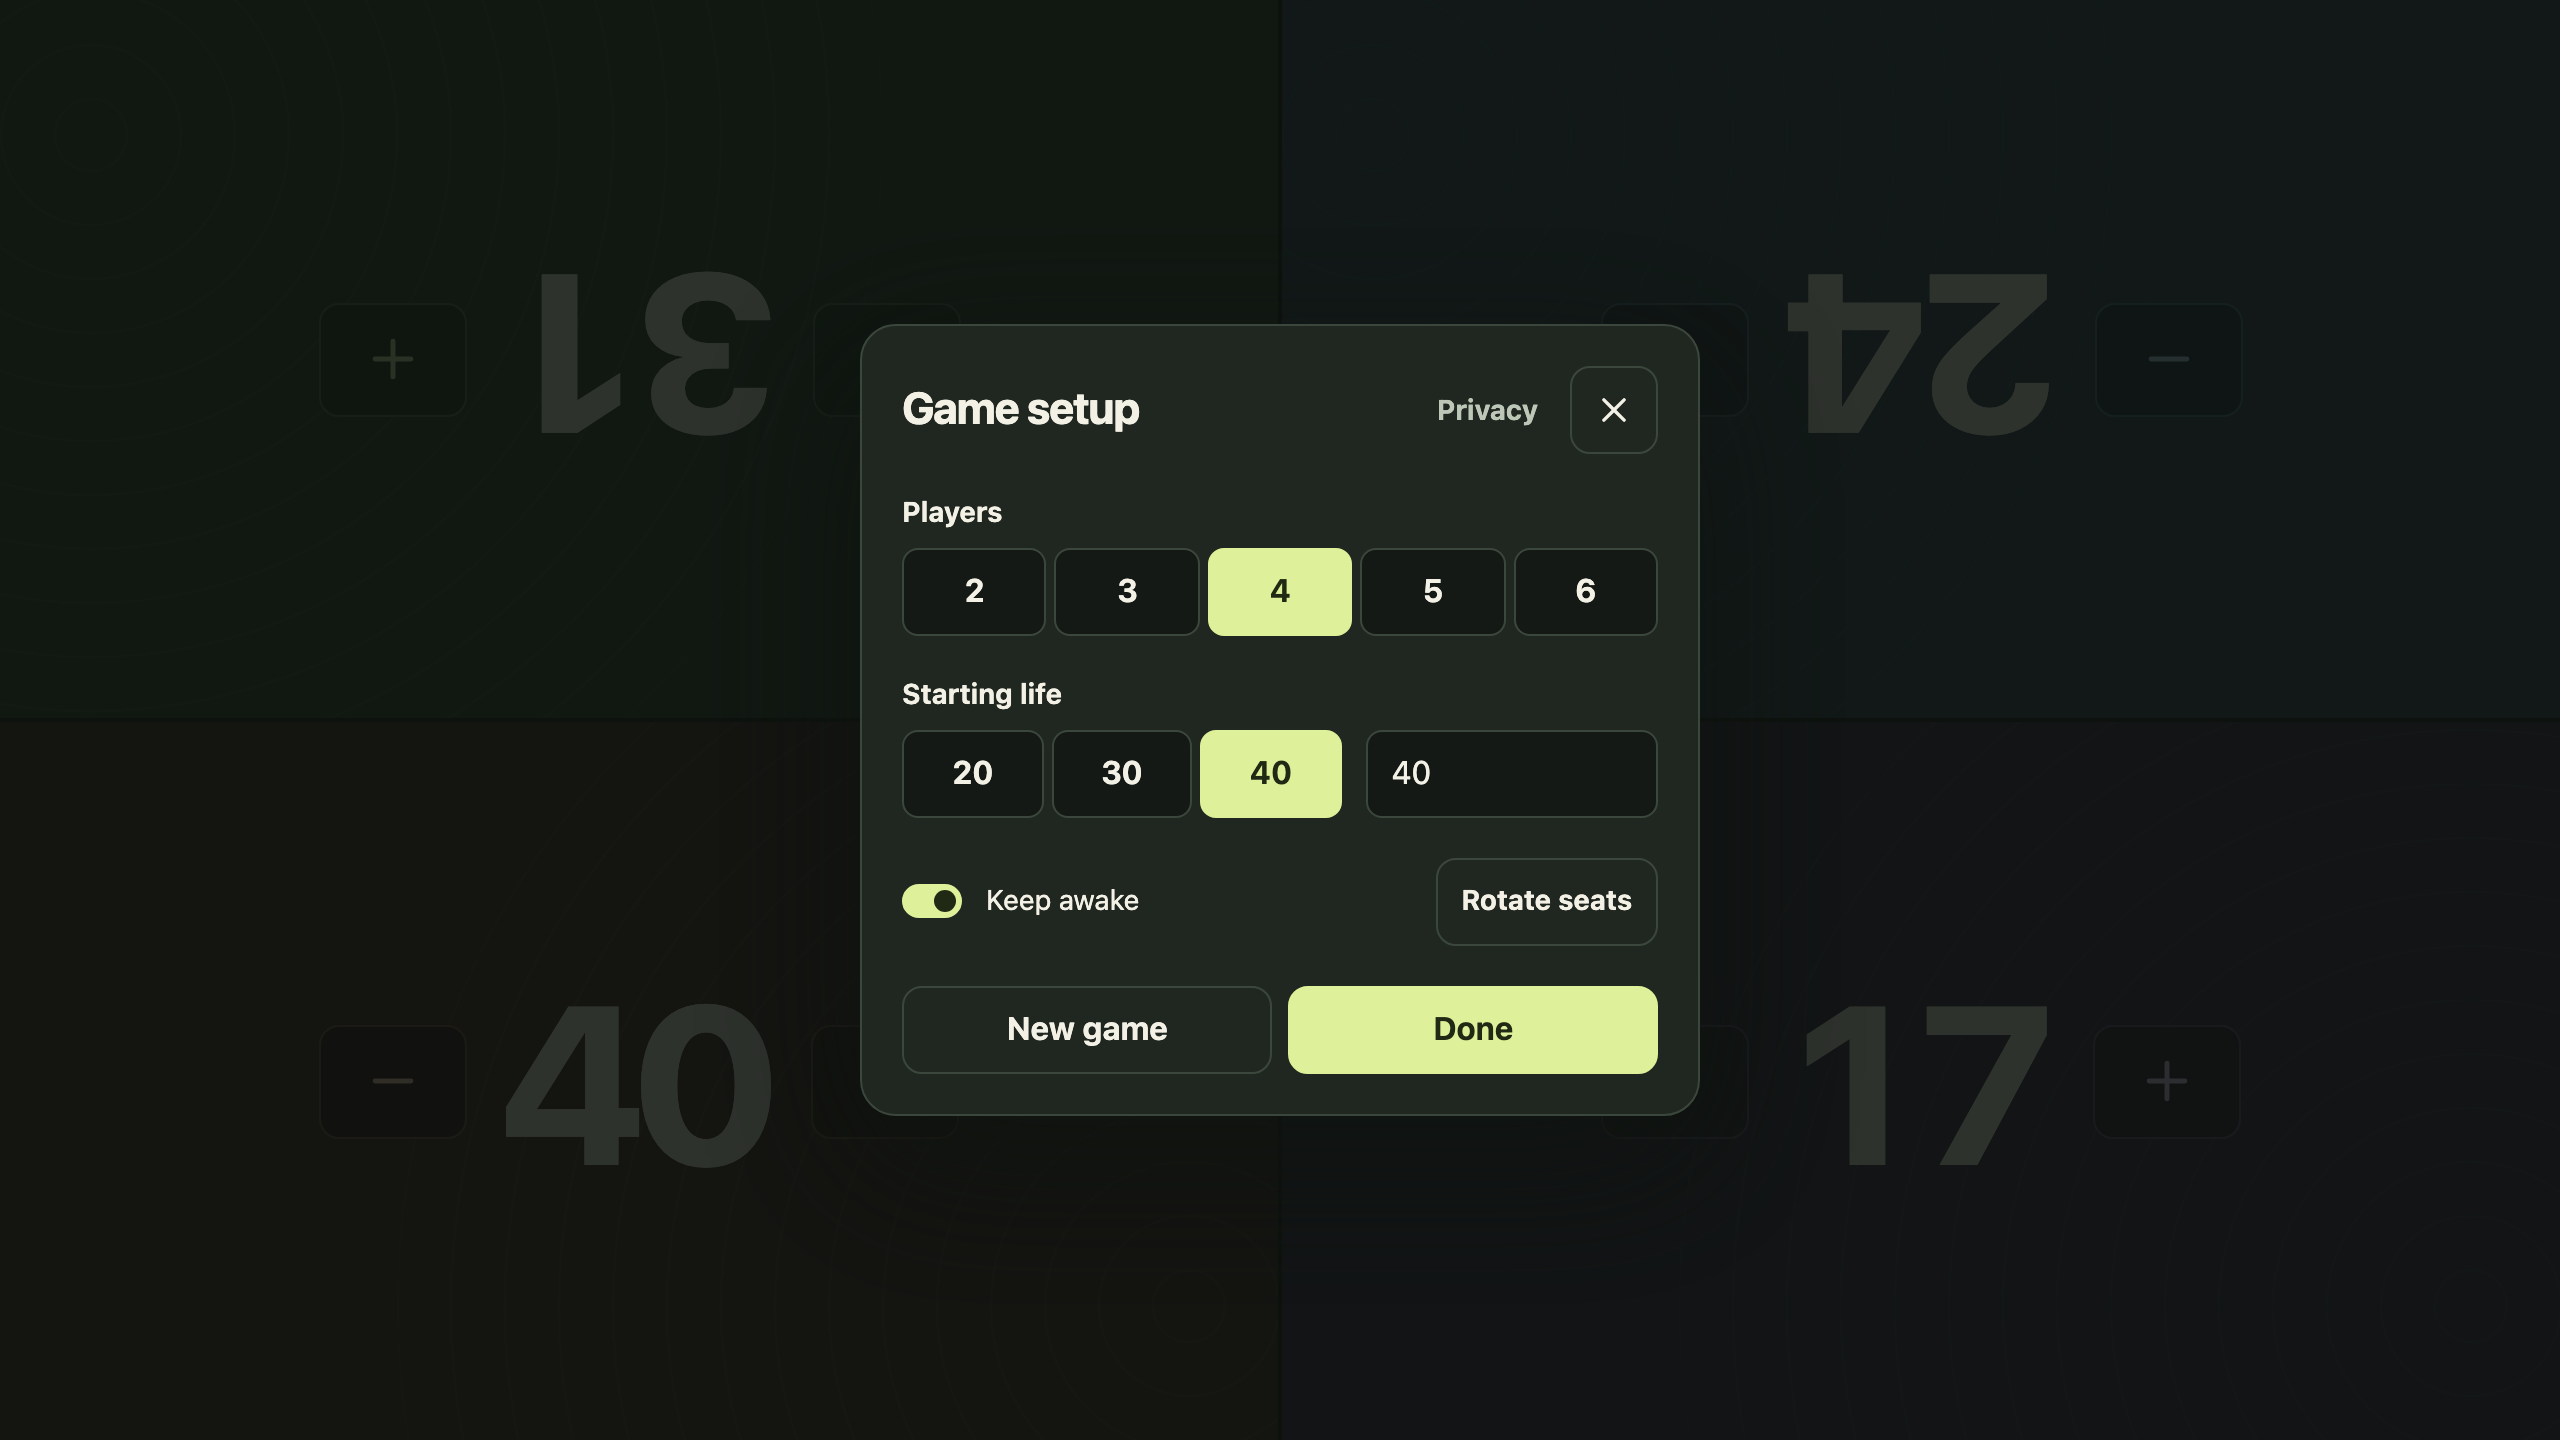 31
24
Game setup
Privacy
Players
2 3 4 5 6
Starting life
20 30 40 40
Keep awake
Rotate seats
New game
Done
40
17